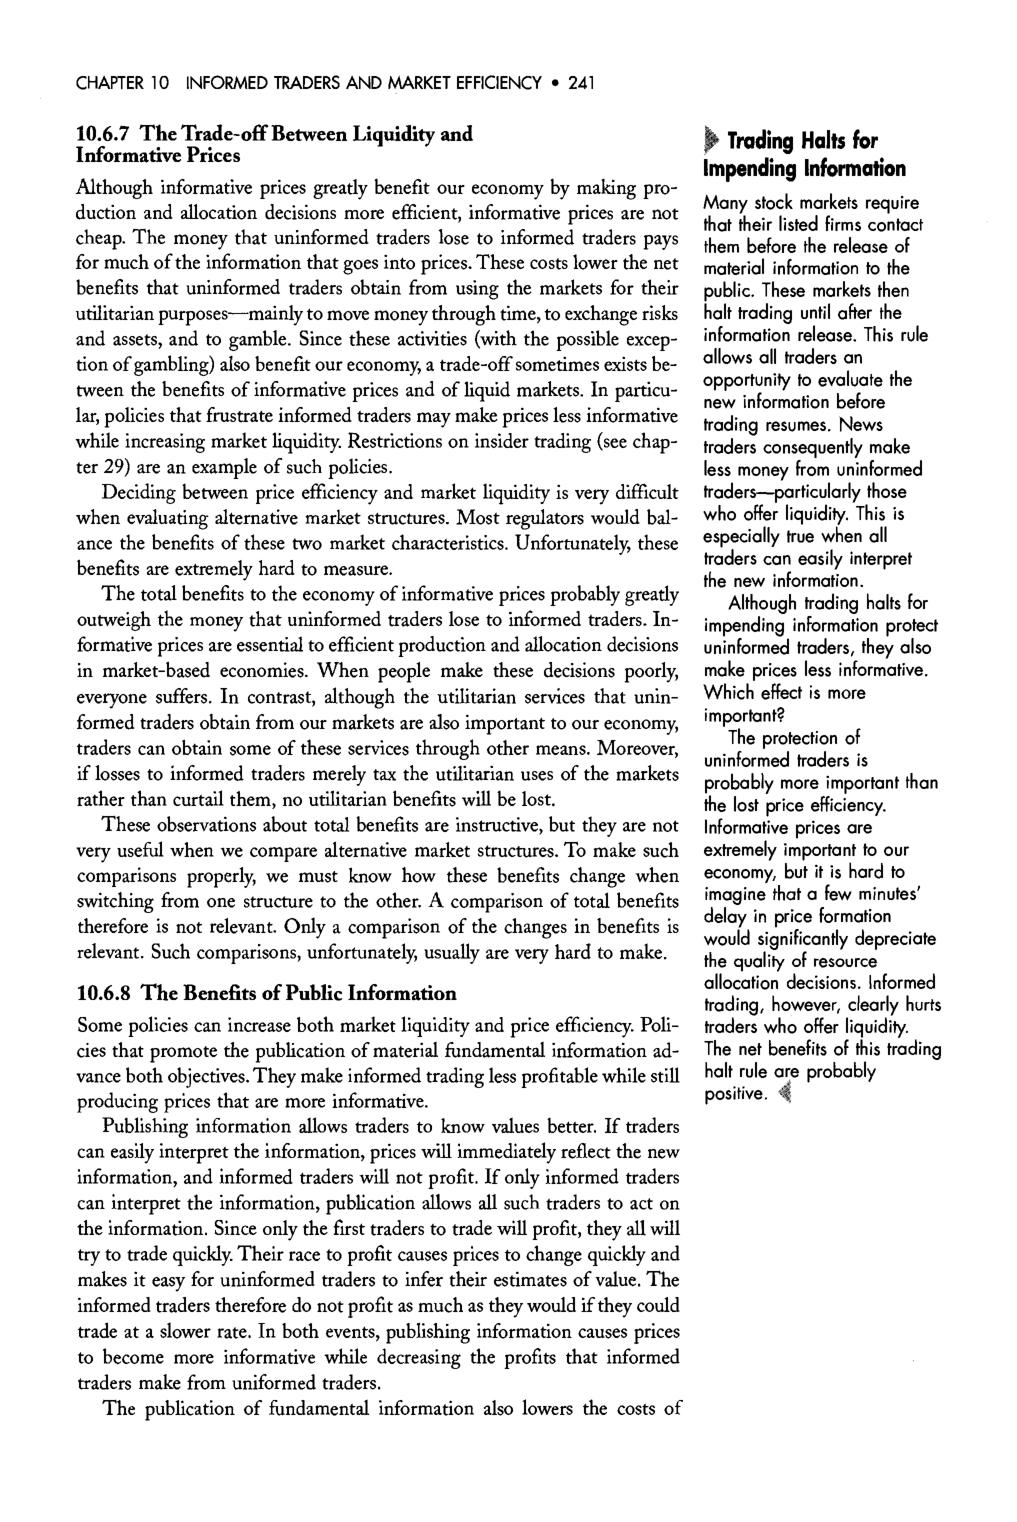 CHAPTER 10 INFORMED TRADERS AND MARKET EFFICIENCY • 241
10.6.7 The Trade-off Between Liquidity and
Informative Prices
Although informative prices greatly benefit our economy by making pro-
duction and allocation decisions more efficient, informative prices are not
cheap. The money that uninformed traders lose to informed traders pays
for much of the information that goes into prices. These costs lower the net
benefits that uninformed traders obtain from using the markets for their
utilitarian purposes—mainly to move money through time, to exchange risks
and assets, and to gamble. Since these activities (with the possible excep-
tion of gambling) also benefit our economy, a trade-off sometimes exists be-
tween the benefits of informative prices and of liquid markets. In particu-
lar, policies that frustrate informed traders may make prices less informative
while increasing market liquidity. Restrictions on insider trading (see chap-
ter 29) are an example of such policies.
Deciding between price efficiency and market liquidity is very difficult
when evaluating alternative market structures. Most regulators would bal-
ance the benefits of these two market characteristics. Unfortunately, these
benefits are extremely hard to measure.
The total benefits to the economy of informative prices probably greatly
outweigh the money that uninformed traders lose to informed traders. In-
formative prices are essential to efficient production and allocation decisions
in market-based economies. When people make these decisions poorly,
everyone suffers. In contrast, although the utilitarian services that unin-
formed traders obtain from our markets are also important to our economy,
traders can obtain some of these services through other means. Moreover,
if losses to informed traders merely tax the utilitarian uses of the markets
rather than curtail them, no utilitarian benefits will be lost.
These observations about total benefits are instructive, but they are not
very useful when we compare alternative market structures. To make such
comparisons properly, we must know how these benefits change when
switching from one structure to the other. A comparison of total benefits
therefore is not relevant. Only a comparison of the changes in benefits is
relevant. Such comparisons, unfortunately, usually are very hard to make.
10.6.8 The Benefits of Public Information
Some policies can increase both market liquidity and price efficiency. Poli-
cies that promote the publication of material fundamental information ad-
vance both objectives. They make informed trading less profitable while still
producing prices that are more informative.
Publishing information allows traders to know values better. If traders
can easily interpret the information, prices will immediately reflect the new
information, and informed traders will not profit. If only informed traders
can interpret the information, publication allows all such traders to act on
the information. Since only the first traders to trade will profit, they all will
try to trade quickly. Their race to profit causes prices to change quickly and
makes it easy for uninformed traders to infer their estimates of value. The
informed traders therefore do not profit as much as they would if they could
trade at a slower rate. In both events, publishing information causes prices
to become more informative while decreasing the profits that informed
traders make from uniformed traders.
The publication of fundamental information also lowers the costs of
Trading Halts for
Impending Information
Many stock markets require
that their listed firms contact
them before the release of
material information to the
public. These markets then
halt trading until after the
information release. This rule
allows all traders an
opportunity to evaluate the
new information before
trading resumes. News
traders consequently make
less money from uninformed
traders—particularly those
who offer liquidity. This is
especially true when all
traders can easily interpret
the new information.
Although trading halts for
impending information protect
uninformed traders, they also
make prices less informative.
Which effect is more
important?
The protection of
uninformed traders is
probably more important than
the lost price efficiency.
Informative prices are
extremely important to our
economy, but it is hard to
imagine that a few minutes'
delay in price formation
would significantly depreciate
the quality of resource
allocation decisions. Informed
trading, however, clearly hurts
traders who offer liquidity.
The net benefits of this trading
halt rule are probably
positive.